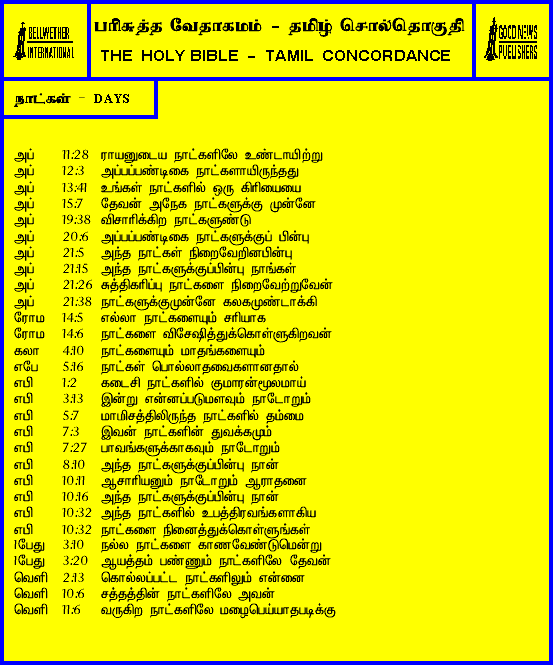 BELLWETHER
INTERNATIONAL
பரிசுத்த வேதாகமம் - தமிழ் சொல்தொகுதி
THE HOLY BIBLE - TAMIL CONCORDANCE
GOOD NEWS
PUBLISHERS
நாட்கள் - DAYS
அப் 11:28 ராயனுடைய நாட்களிலே உண்டாயிற்று
அப் 12:3 அப்பப்பண்டிகை நாட்களாயிருந்தது
அப் 13:41 உங்கள் நாட்களில் ஒரு கிரியையை
அப் 15:7 தேவன் அநேக நாட்களுக்கு முன்னே
அப் 19:38 விசாரிக்கிற நாட்களுண்டு
அப் 20:6 அப்பப்பண்டிகை நாட்களுக்குப் பின்பு
அப் 21:5 அந்த நாட்கள் நிறைவேறினபின்பு
அப் 21:15 அந்த நாட்களுக்குப்பின்பு நாங்கள்
அப் 21:26 சுத்திகரிப்பு நாட்களை நிறைவேற்றுவேன்
அப் 21:38 நாட்களுக்குமுன்னே கலகமுண்டாக்கி
ரோம 14:5 எல்லா நாட்களையும் சரியாக
ரோம 14:6 நாட்களை விசேஷித்துக்கொள்ளுகிறவன்
கலா 4:10 நாட்களையும் மாதங்களையும்
எபே 5:16 நாட்கள் பொல்லாதவைகளானதால்
எபி 1:2 கடைசி நாட்களில் குமாரன்மூலமாய்
எபி 3:13 இன்று என்னப்படுமளவும் நாடோறும்
எபி 5:7 மாமிசத்திலிருந்த நாட்களில் தம்மை
எபி 7:3 இவன் நாட்களின் துவக்கமும்
எபி 7:27 பாவங்களுக்காகவும் நாடோறும்
எபி 8:10 அந்த நாட்களுக்குப்பின்பு நான்
எபி 10:11 ஆசாரியனும் நாடோறும் ஆராதனை
எபி 10:16 அந்த நாட்களுக்குப்பின்பு நான்
எபி 10:32 அந்த நாட்களில் உபத்திரவங்களாகிய
எபி 10:32 நாட்களை நினைத்துக்கொள்ளுங்கள்
1பேது 3:10 நல்ல நாட்களை காணவேண்டுமென்று
1பேது 3:20 ஆயத்தம் பண்ணும் நாட்களிலே தேவன்
வெளி 2:13 கொல்லப்பட்ட நாட்களிலும் என்னை
வெளி 10:6 சத்தத்தின் நாட்களிலே அவன்
வெளி 11:6 வருகிற நாட்களிலே மழைபெய்யாதபடிக்கு